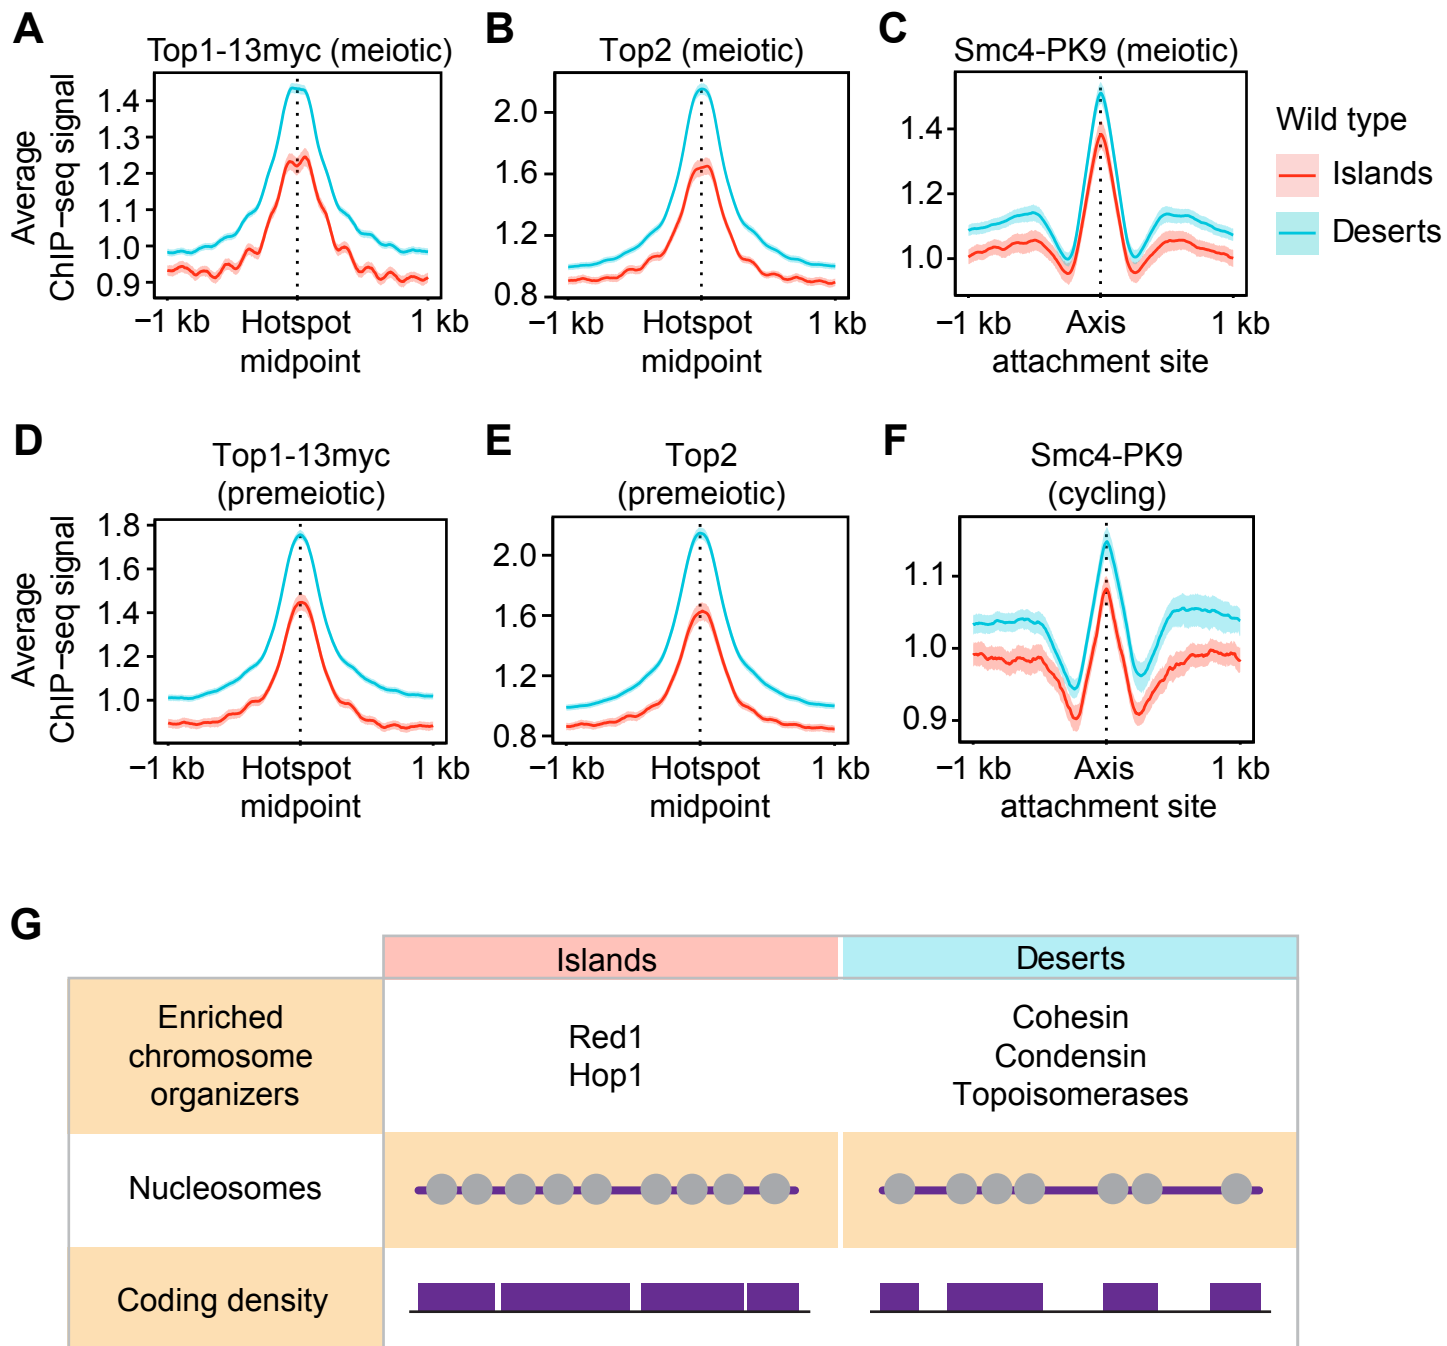 A
Top1-13myc (meiotic)
Average
ChIP−seq signal
1.4
1.3
1.2
1.1
1.0
0.9
−1 kb
Hotspot
midpoint
1 kb
B
Top2 (meiotic)
2.0
1.6
1.2
0.8
−1 kb
Hotspot
midpoint
1 kb
C
Smc4-PK9 (meiotic)
1.4
1.2
1.0
−1 kb
Axis
attachment site
1 kb
Wild type
Islands
Deserts
D
Top1-13myc
(premeiotic)
Average
ChIP−seq signal
1.8
1.6
1.4
1.2
1.0
−1 kb
Hotspot
midpoint
1 kb
E
Top2
(premeiotic)
2.0
1.6
1.2
0.8
−1 kb
Hotspot
midpoint
1 kb
F
Smc4-PK9
(cycling)
1.1
1.0
0.9
−1 kb
Axis
attachment site
1 kb
G
Islands
Deserts
Enriched
chromosome
organizers
Red1
Hop1
Cohesin
Condensin
Topoisomerases
Nucleosomes
Coding density